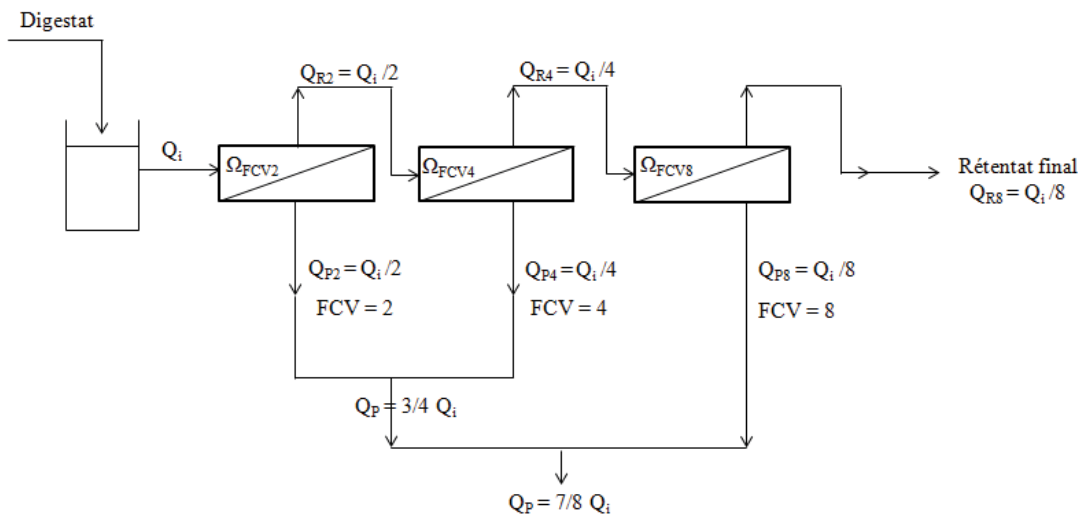 Digestat
Q_R2 = Q_i /2
Q_R4 = Q_i /4
Q_i
Ω_FCV2
Ω_FCV4
Ω_FCV8
Rétentat final
Q_R8 = Q_i /8
Q_P2 = Q_i /2
FCV = 2
Q_P4 = Q_i /4
FCV = 4
Q_P8 = Q_i /8
FCV = 8
Q_P = 3/4 Q_i
Q_P = 7/8 Q_i